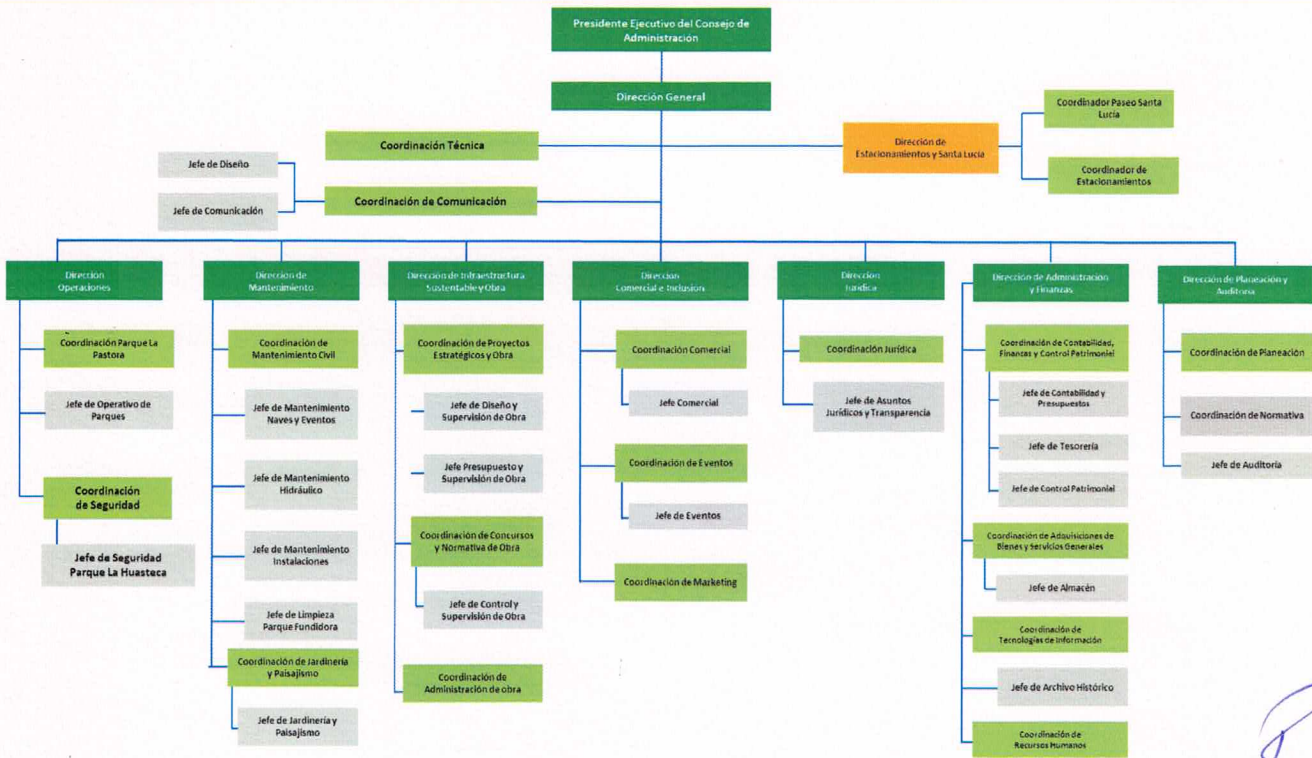 Presidente Ejecutivo del Consejo de
Administración
Dirección General
Coordinación Técnica
Coordinación de Comunicación
Jefe de Diseño
Jefe de Comunicación
Dirección de
Estacionamientos y Santa Lucía
Coordinador Paseo Santa
Lucía
Coordinador de
Estacionamientos
Dirección
Operaciones
Coordinación Parque La
Pastora
Jefe de Operativo de
Parques
Coordinación
de Seguridad
Jefe de Seguridad
Parque La Huasteca
Dirección de
Mantenimiento
Coordinación de
Mantenimiento Civil
Jefe de Mantenimiento
Naves y Eventos
Jefe de Mantenimiento
Hidráulico
Jefe de Mantenimiento
Instalaciones
Jefe de Limpieza
Parque Fundidora
Coordinación de Jardinería
y Paisajismo
Jefe de Jardinería y
Paisajismo
Dirección de Infraestructura
Sustentable y Obra
Coordinación de Proyectos
Estratégicos y Obra
Jefe de Diseño y
Supervisión de Obra
Jefe Presupuesto y
Supervisión de Obra
Coordinación de Concursos
y Normativa de Obra
Jefe de Control y
Supervisión de Obra
Coordinación de
Administración de obra
Dirección
Comercial e Inclusión
Coordinación Comercial
Jefe Comercial
Coordinación de Eventos
Jefe de Eventos
Coordinación de Marketing
Dirección
Jurídica
Coordinación Jurídica
Jefe de Asuntos
Jurídicos y Transparencia
Dirección de Administración
y Finanzas
Coordinación de Contabilidad,
Finanzas y Control Patrimonial
Jefe de Contabilidad y
Presupuestos
Jefe de Tesorería
Jefe de Control Patrimonial
Coordinación de Adquisiciones de
Bienes y Servicios Generales
Jefe de Almacén
Coordinación de
Tecnologías de Información
Jefe de Archivo Histórico
Coordinación de
Recursos Humanos
Dirección de Planeación y
Auditoría
Coordinación de Planeación
Coordinación de Normativa
Jefe de Auditoría